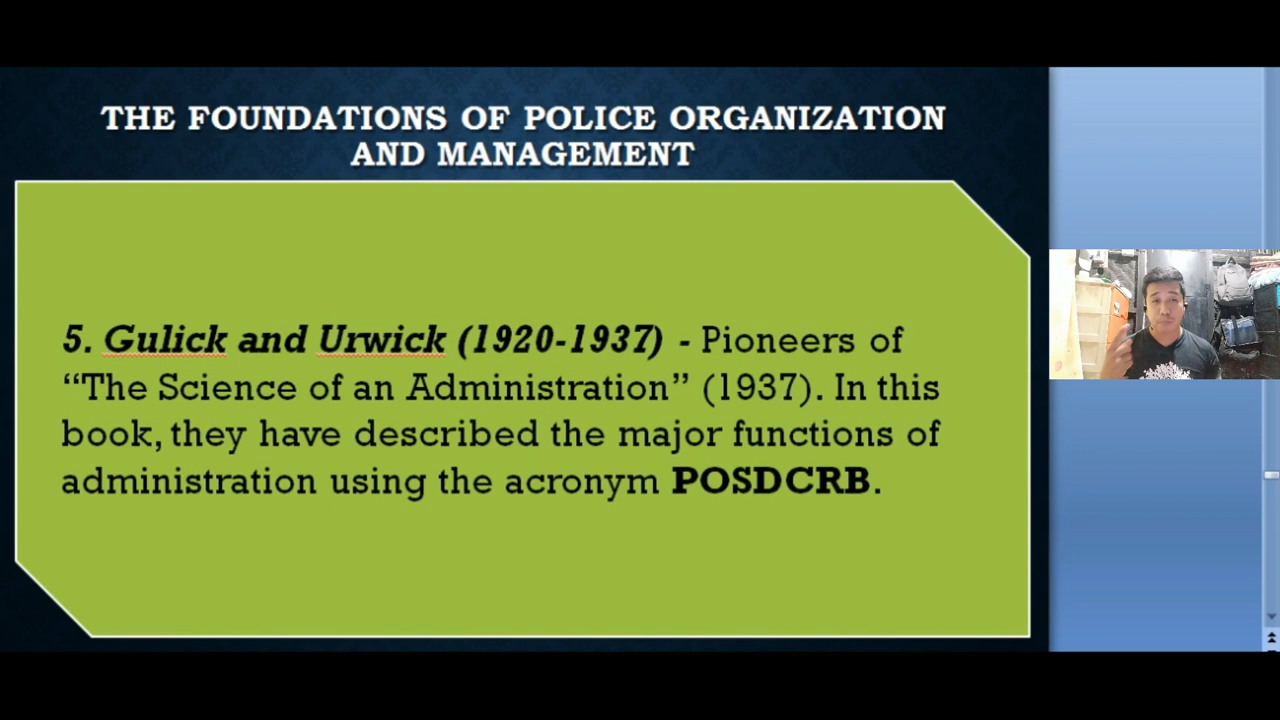 THE FOUNDATIONS OF POLICE ORGANIZATION
AND MANAGEMENT
5. Gulick and Urwick (1920-1937) - Pioneers of
“The Science of an Administration” (1937). In this
book, they have described the major functions of
administration using the acronym POSDCRB.